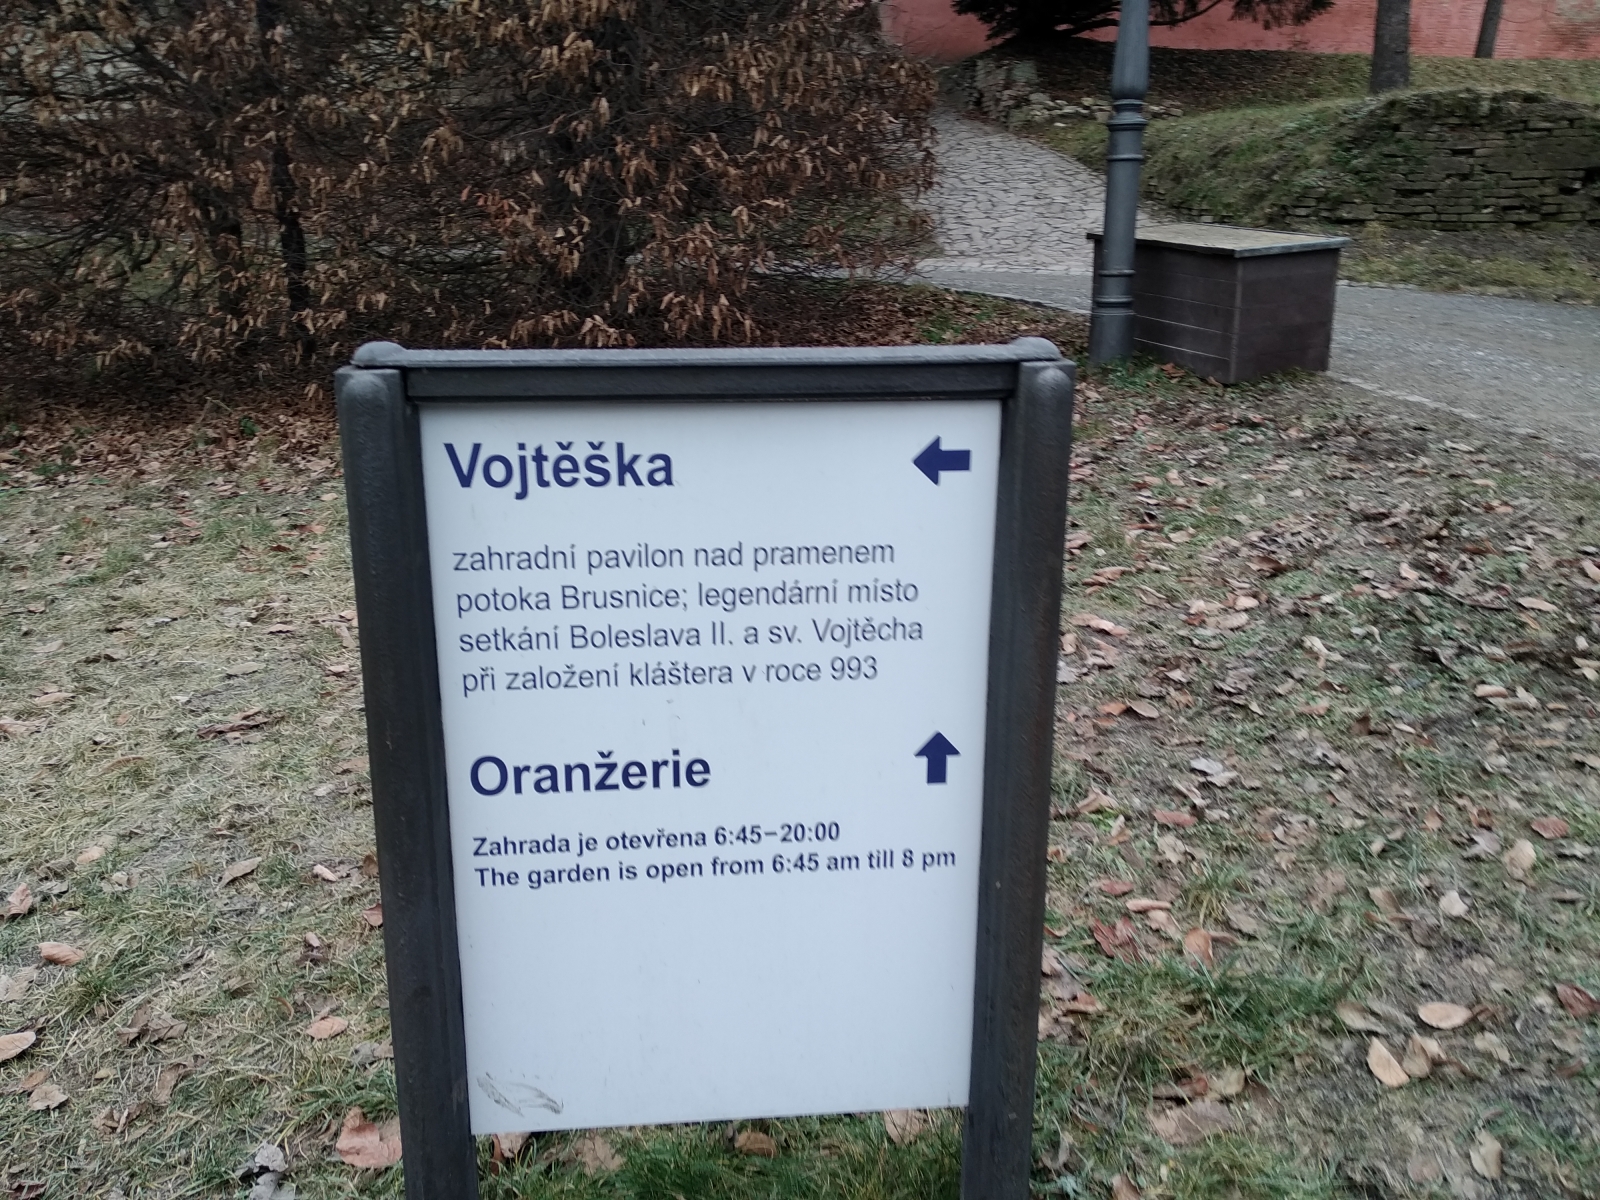 Vojtěška
zahradní pavilon nad pramenem
potoka Brusnice; legendární místo
setkání Boleslava II. a sv. Vojtěcha
při založení kláštera v roce 993
Oranžerie
Zahrada je otevřena 6:45–20:00
The garden is open from 6:45 am till 8 pm